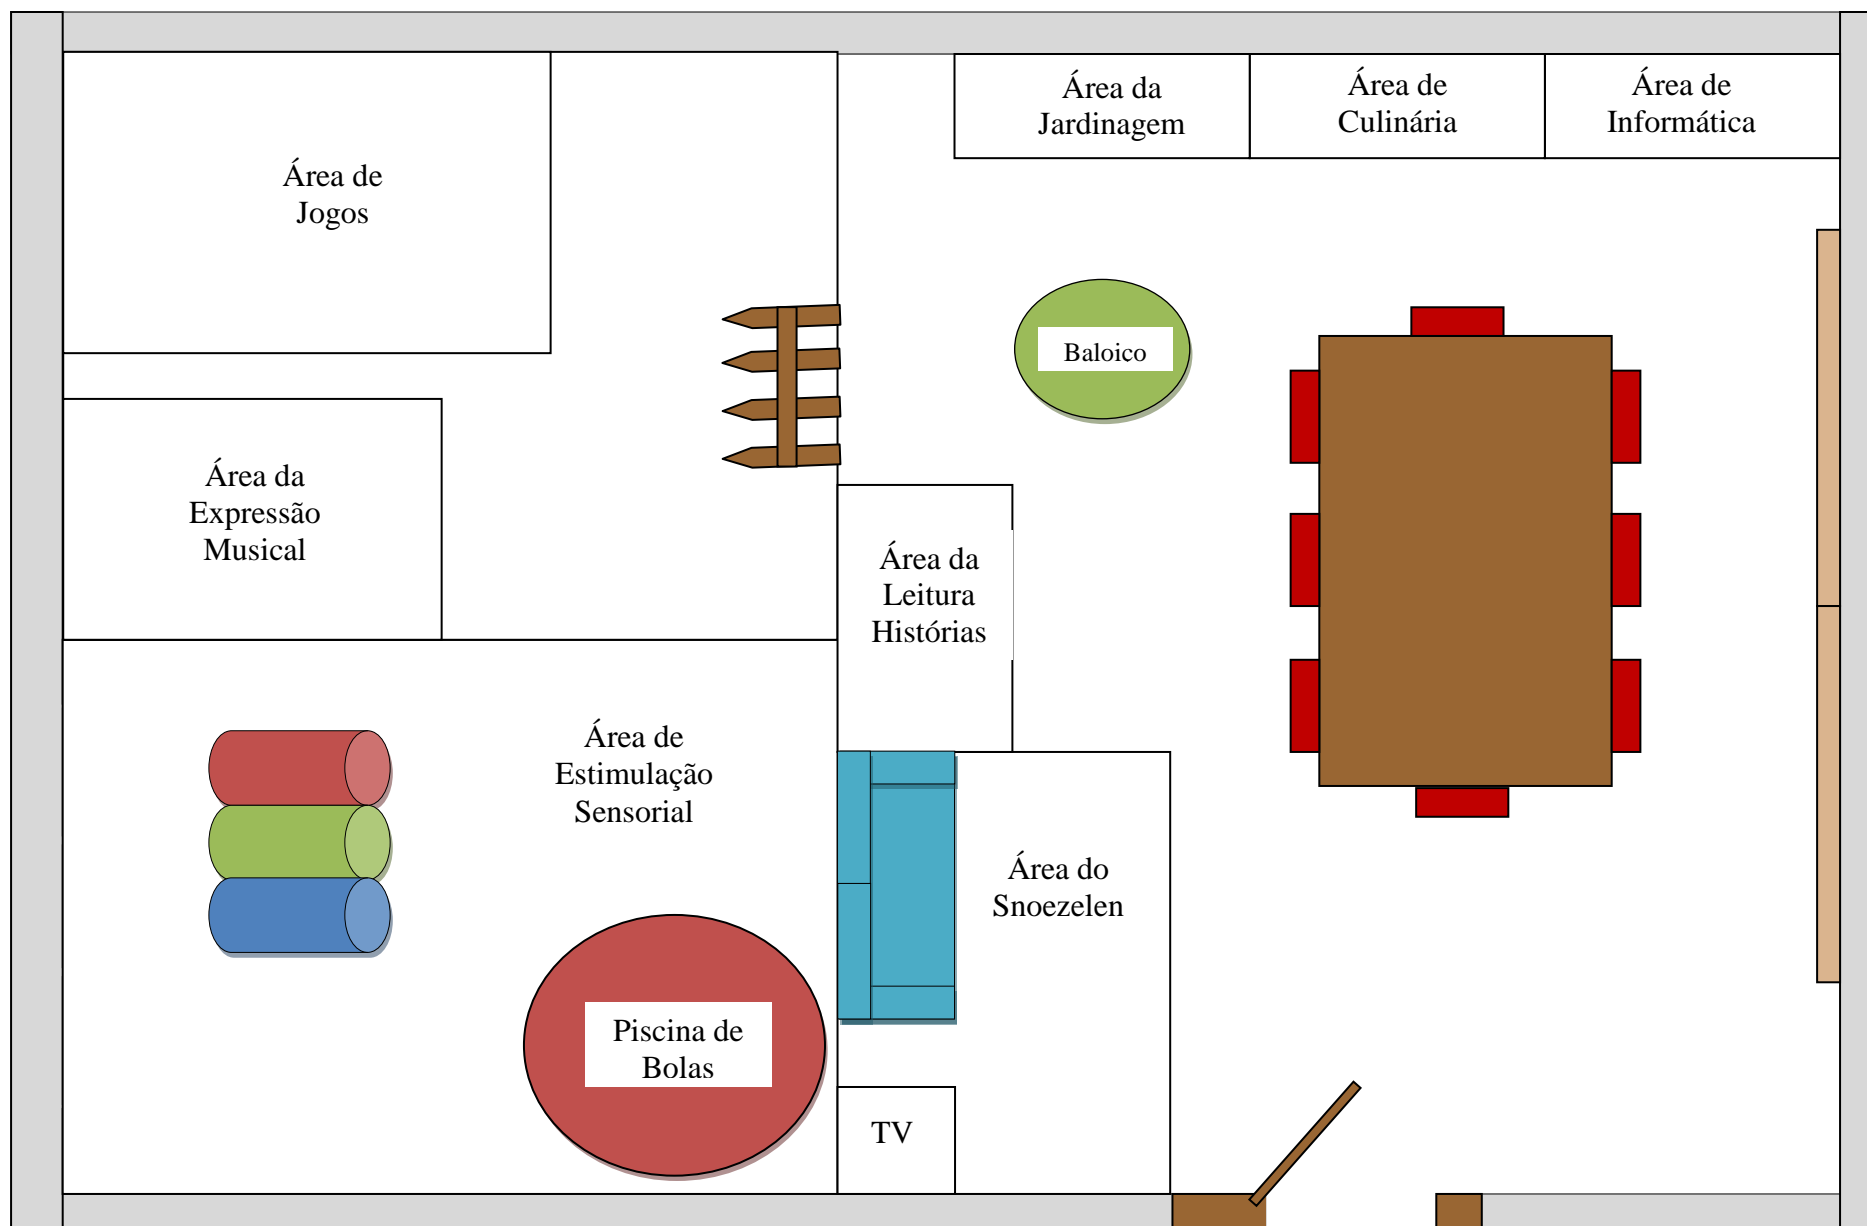 Área da
Jardinagem
Área de
Culinária
Área de
Informática
Área de
Jogos
Baloico
Área da
Expressão
Musical
Área da
Leitura
Histórias
Área de
Estimulação
Sensorial
Área do
Snoezelen
Piscina de
Bolas
TV